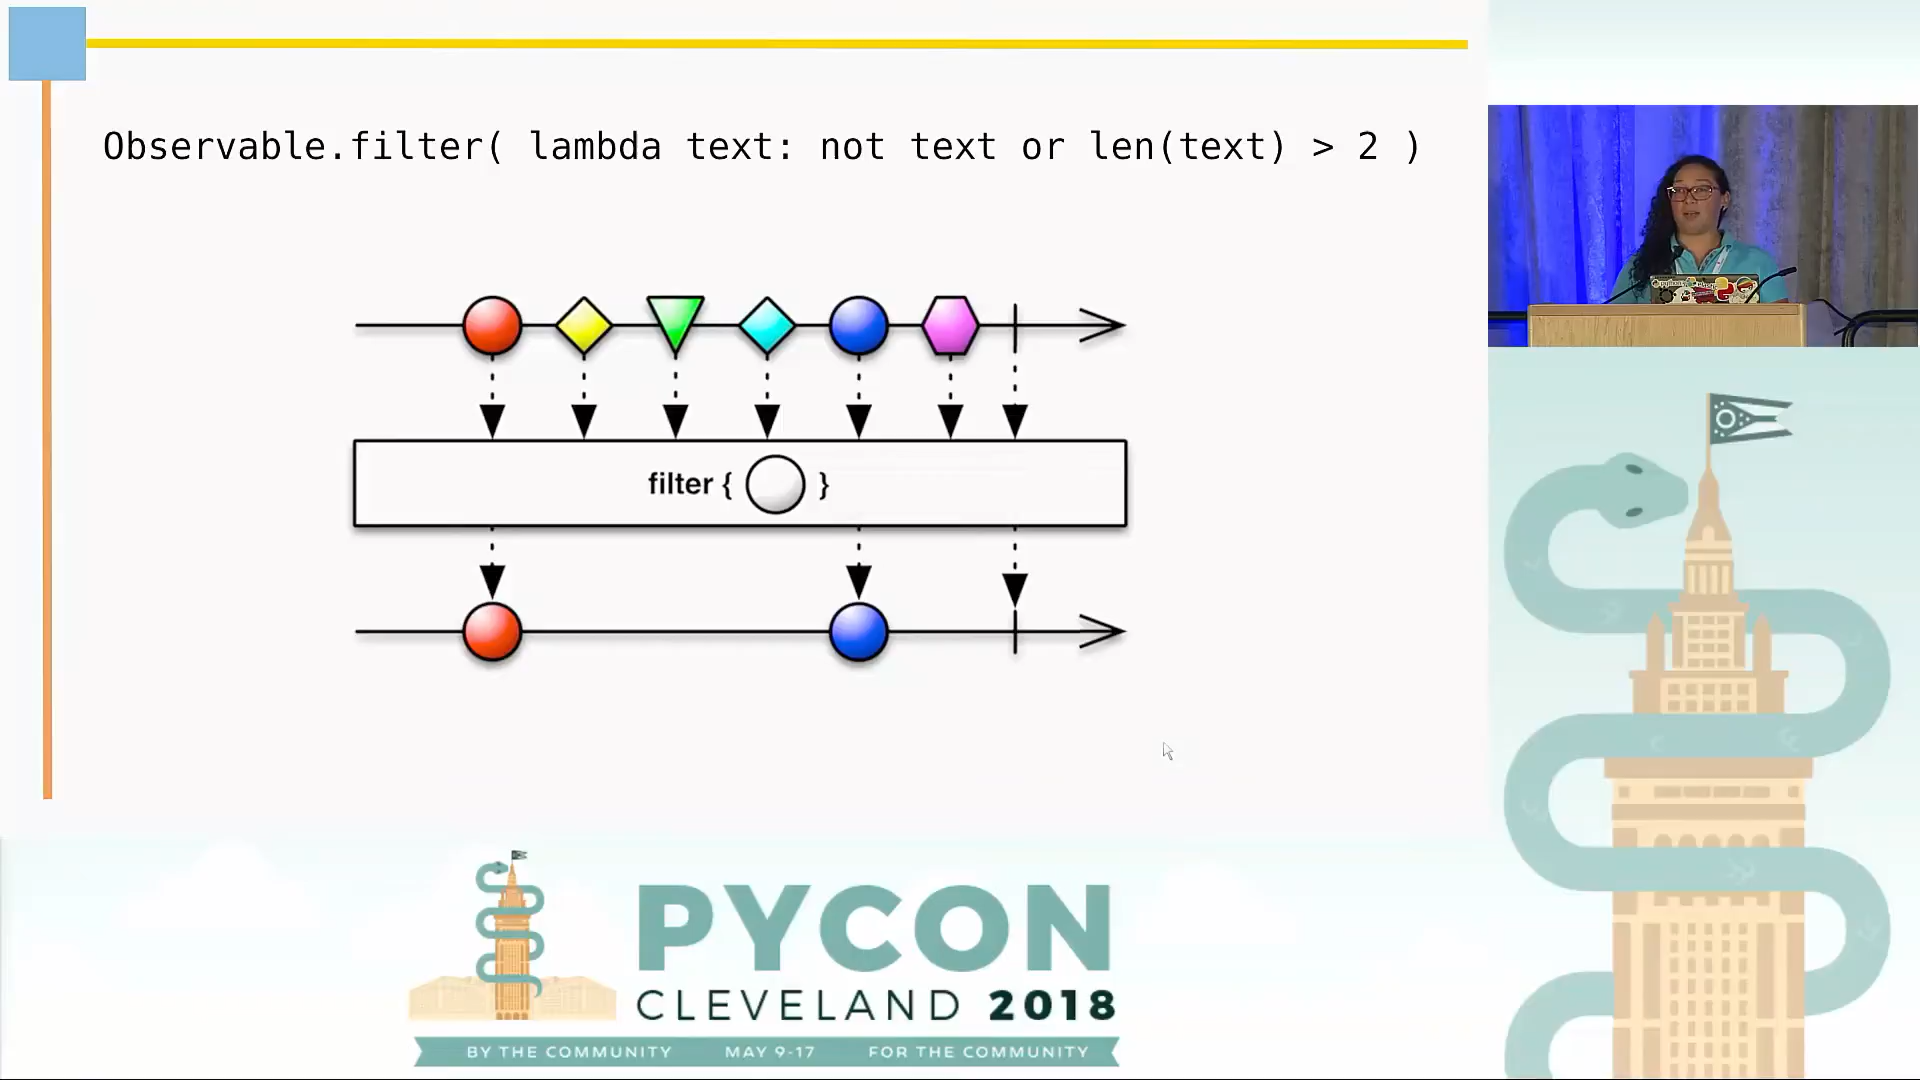 Observable.filter( lambda text: not text or len(text) > 2 )
filter { }
PYCON
CLEVELAND 2018
BY THE COMMUNITY MAY 9-17 FOR THE COMMUNITY